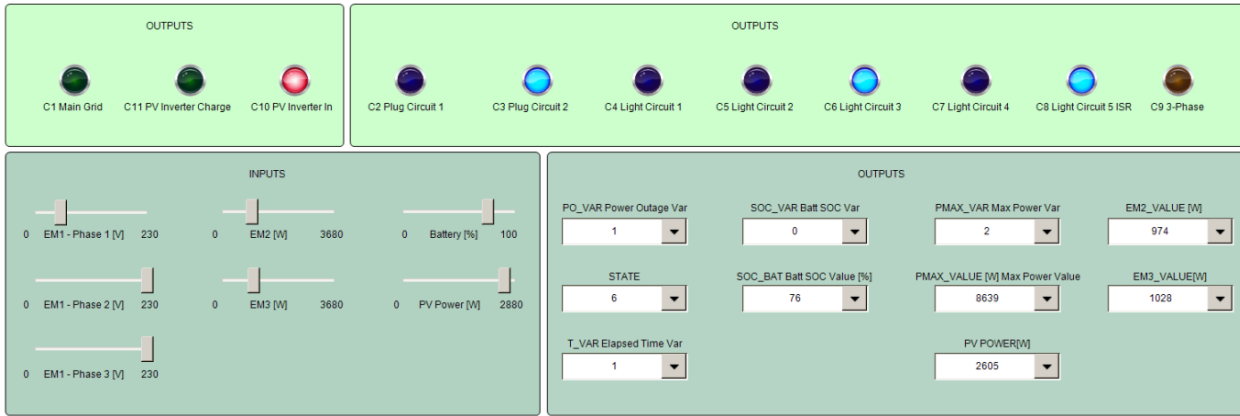 OUTPUTS
C1 Main Grid C11 PV Inverter Charge C10 PV Inverter In
OUTPUTS
C2 Plug Circuit 1 C3 Plug Circuit 2 C4 Light Circuit 1 C5 Light Circuit 2 C6 Light Circuit 3 C7 Light Circuit 4 C8 Light Circuit 5 ISR C9 3-Phase
INPUTS
0 EM1 - Phase 1 [V] 230 0 EM2 [W] 3680 0 Battery [%] 100
0 EM1 - Phase 2 [V] 230 0 EM3 [W] 3680 0 PV Power [W] 2880
0 EM1 - Phase 3 [V] 230
OUTPUTS
PO_VAR Power Outage Var SOC_VAR Batt SOC Var PMAX_VAR Max Power Var EM2_VALUE [W]
1 0 2 974
STATE SOC_BAT Batt SOC Value [%] PMAX_VALUE [W] Max Power Value EM3_VALUE[W]
6 76 8639 1028
T_VAR Elapsed Time Var PV POWER[W]
1 2605